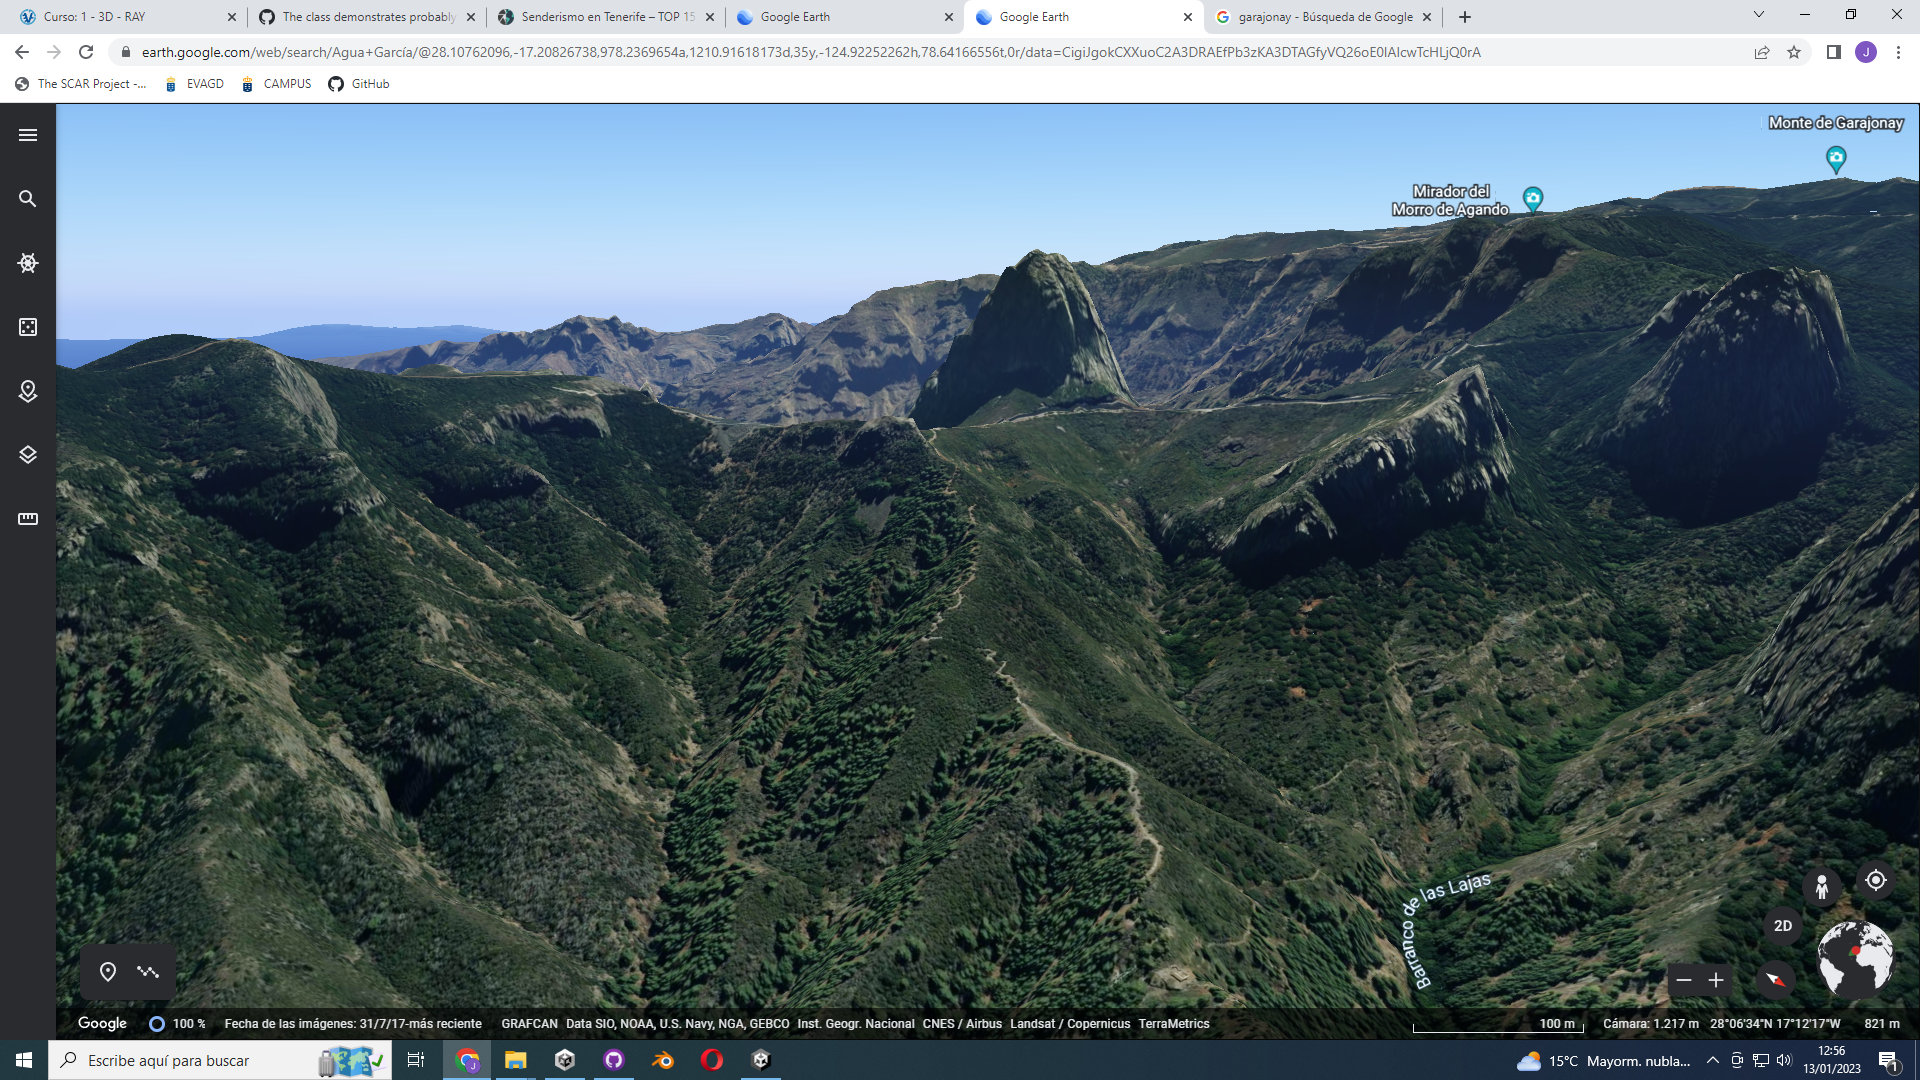 Curso: 1 - 3D - RAY
The class demonstrates probably
Senderismo en Tenerife – TOP 15
Google Earth
Google Earth
garajonay - Búsqueda de Google
earth.google.com/web/search/Agua+García/@28.10762096,-17.20826738,978.2369654a,1210.91618173d,35y,-124.92252262h,78.64166556t,0r/data=CigiJgokCXXuoC2A3DRAEfPb3zKA3DTAGfyVQ26oE0lAIcwTcHLjQ0rA
J
The SCAR Project -...
EVAGD
CAMPUS
GitHub
Monte de Garajonay
Mirador del
Morro de Agando
Barranco de las Lajas
2D
Google
100 %
Fecha de las imágenes: 31/7/17-más reciente
GRAFCAN Data SIO, NOAA, U.S. Navy, NGA, GEBCO Inst. Geogr. Nacional CNES / Airbus Landsat / Copernicus TerraMetrics
100 m
Cámara: 1.217 m 28°06'34"N 17°12'17"W 821 m
Escribe aquí para buscar
15°C Mayorm. nubla...
12:56
13/01/2023
1